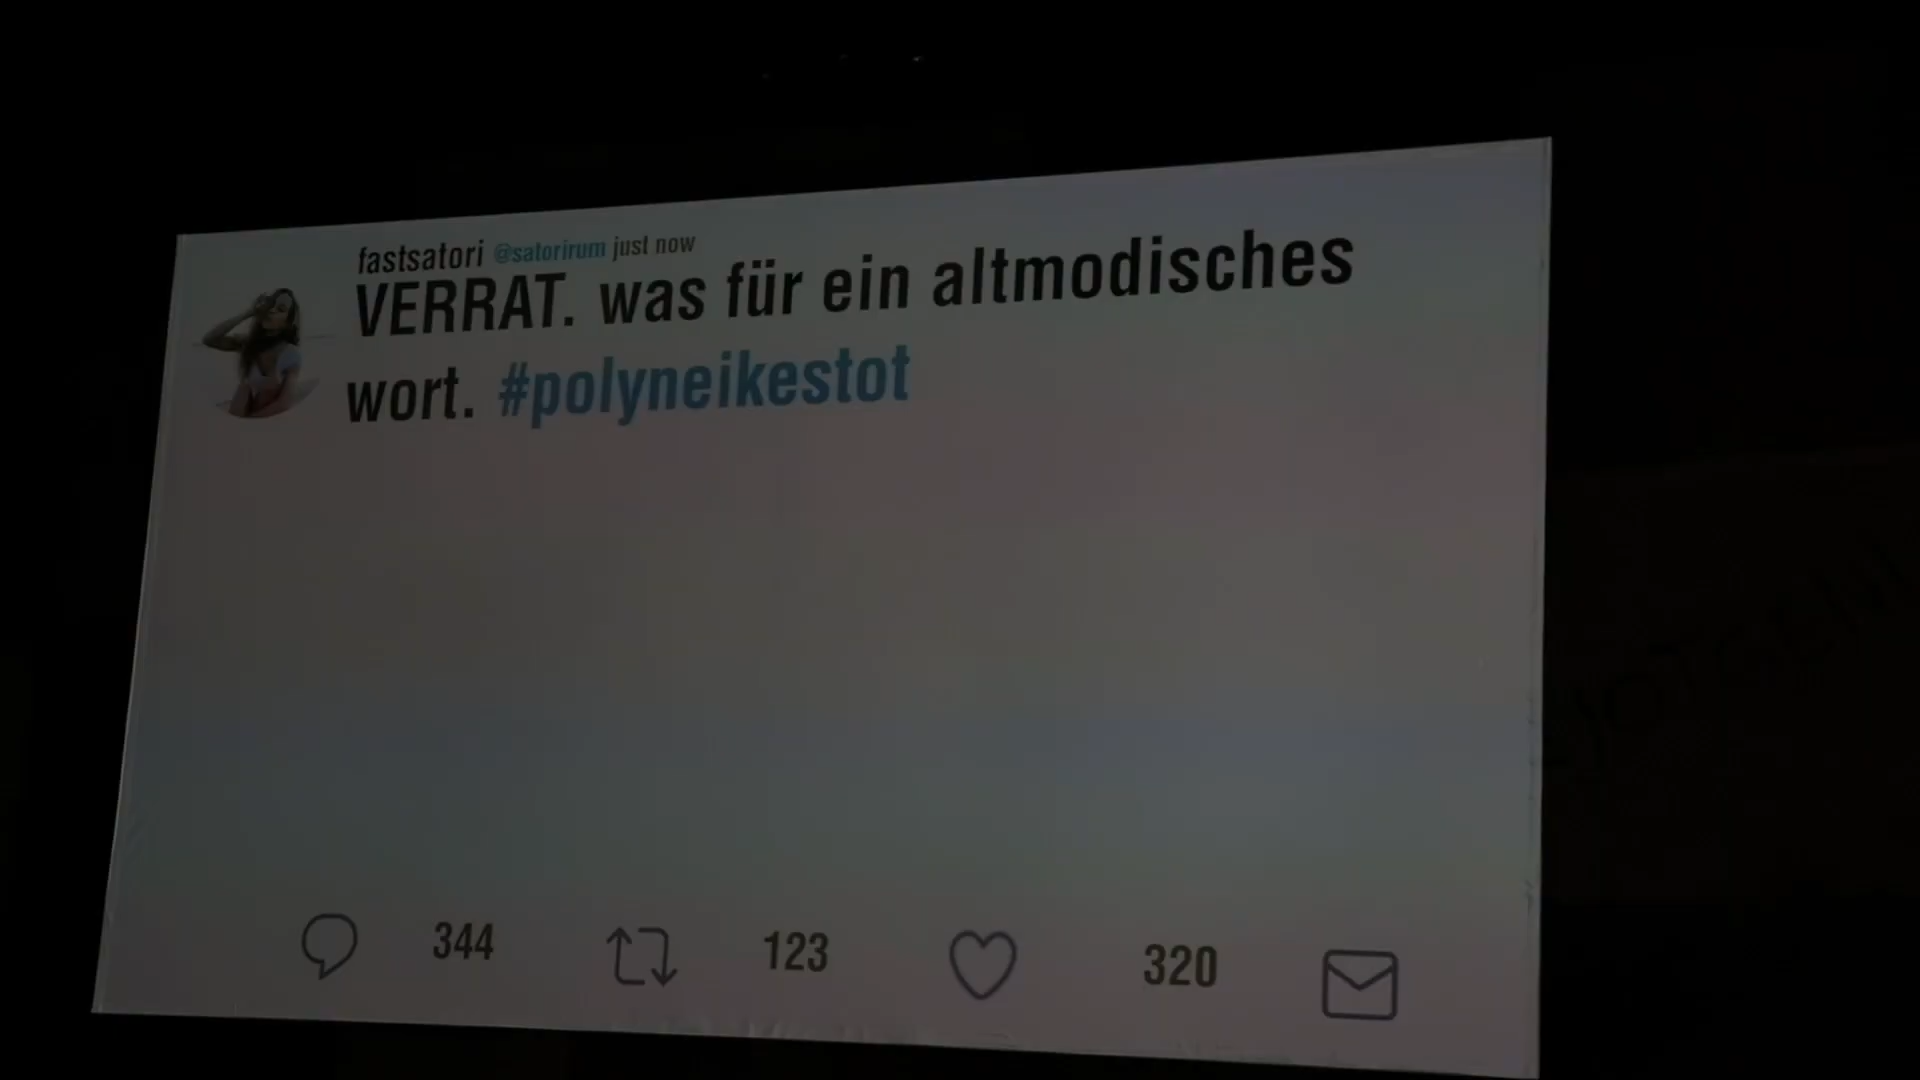 fastsatori @satorirum just now
VERRAT. was für ein altmodisches
wort. #polyneikestot
344 123 320